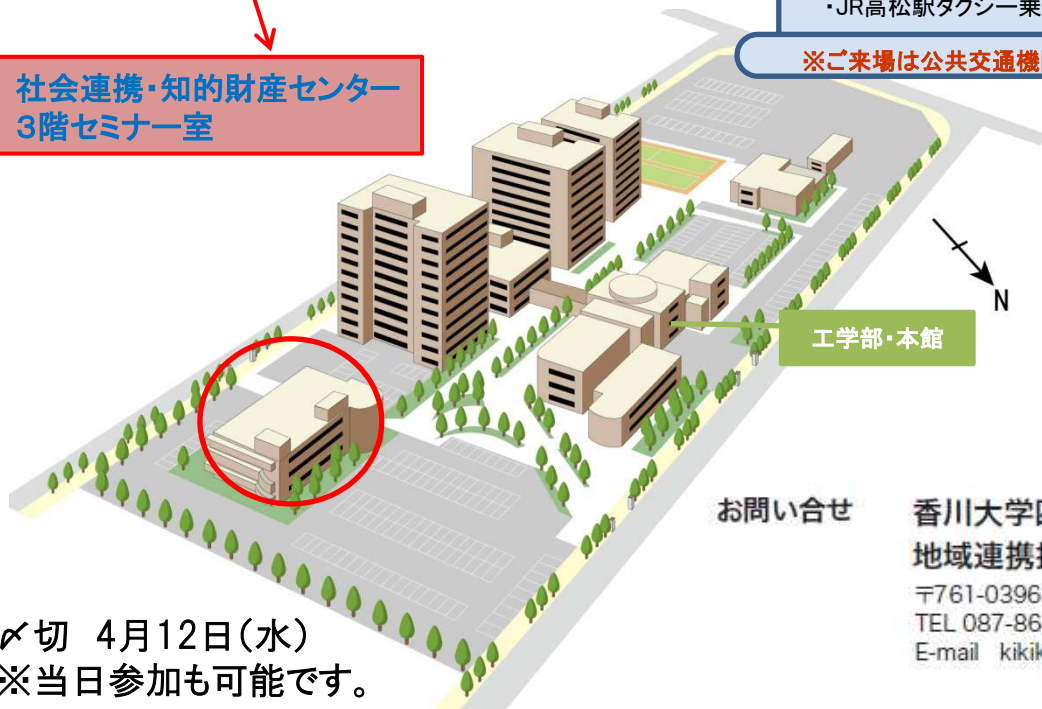 ・JR高松駅タクシー乗
※ご来場は公共交通機
社会連携・知的財産センター
3階セミナー室
N
工学部・本館
お問い合せ
香川大学
地域連携
〒761-0396
TEL 087-86
E-mail kikik
〆切 4月12日(水)
※当日参加も可能です。